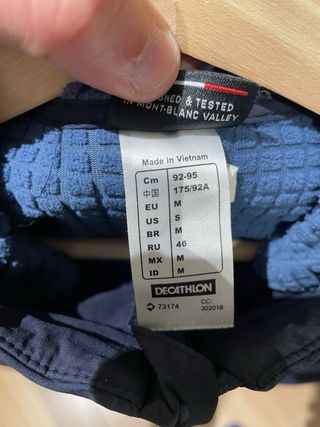 & TESTED
IN MONT-BLANC VALLEY
Made in Vietnam
Cm 92-95
中国 175/92A
EU M
US S
BR M
RU 46
MX M
ID M
DECATHLON
73174 CC:
302018